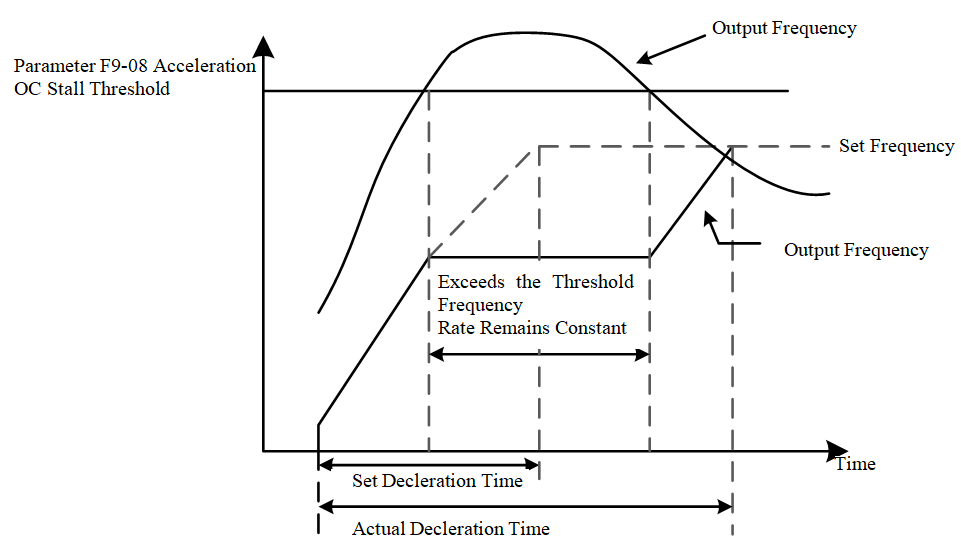 Output Frequency
Parameter F9-08 Acceleration
OC Stall Threshold
Set Frequency
Output Frequency
Exceeds the Threshold
Frequency
Rate Remains Constant
Time
Set Decleration Time
Actual Decleration Time